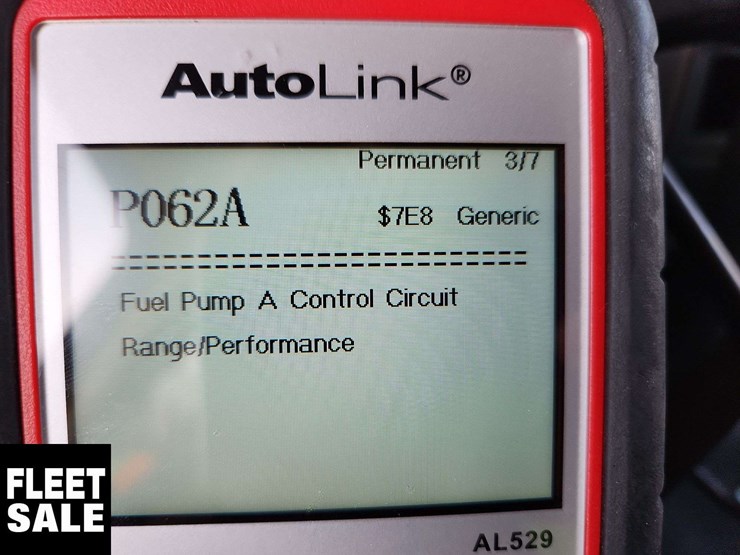 AutoLink®
Permanent 3/7
P062A $7E8 Generic
===========================
Fuel Pump A Control Circuit
Range/Performance
FLEET
SALE
AL529